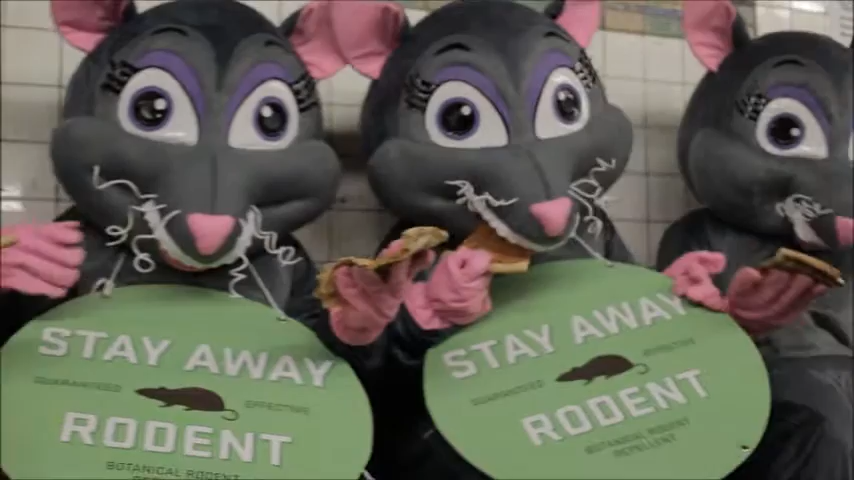 STAY AWAY
GUARANTEED EFFECTIVE
RODENT
BOTANICAL RODENT
STAY AWAY
GUARANTEED EFFECTIVE
RODENT
BOTANICAL RODENT
REPELLENT